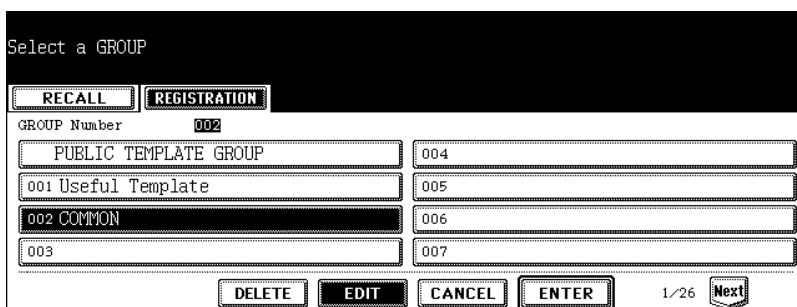 Select a GROUP
RECALL REGISTRATION
GROUP Number 002
PUBLIC TEMPLATE GROUP 004
001 Useful Template 005
002 COMMON 006
003 007
DELETE EDIT CANCEL ENTER 1/26 Next